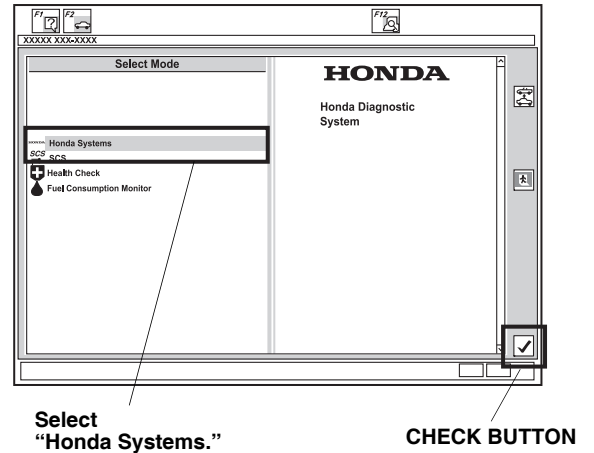 F1 F2 F12
XXXXX XXX-XXXX
Select Mode
HONDA
Honda Diagnostic
System
Honda Systems
SCS SCS
Health Check
Fuel Consumption Monitor
Select
“Honda Systems.”
CHECK BUTTON